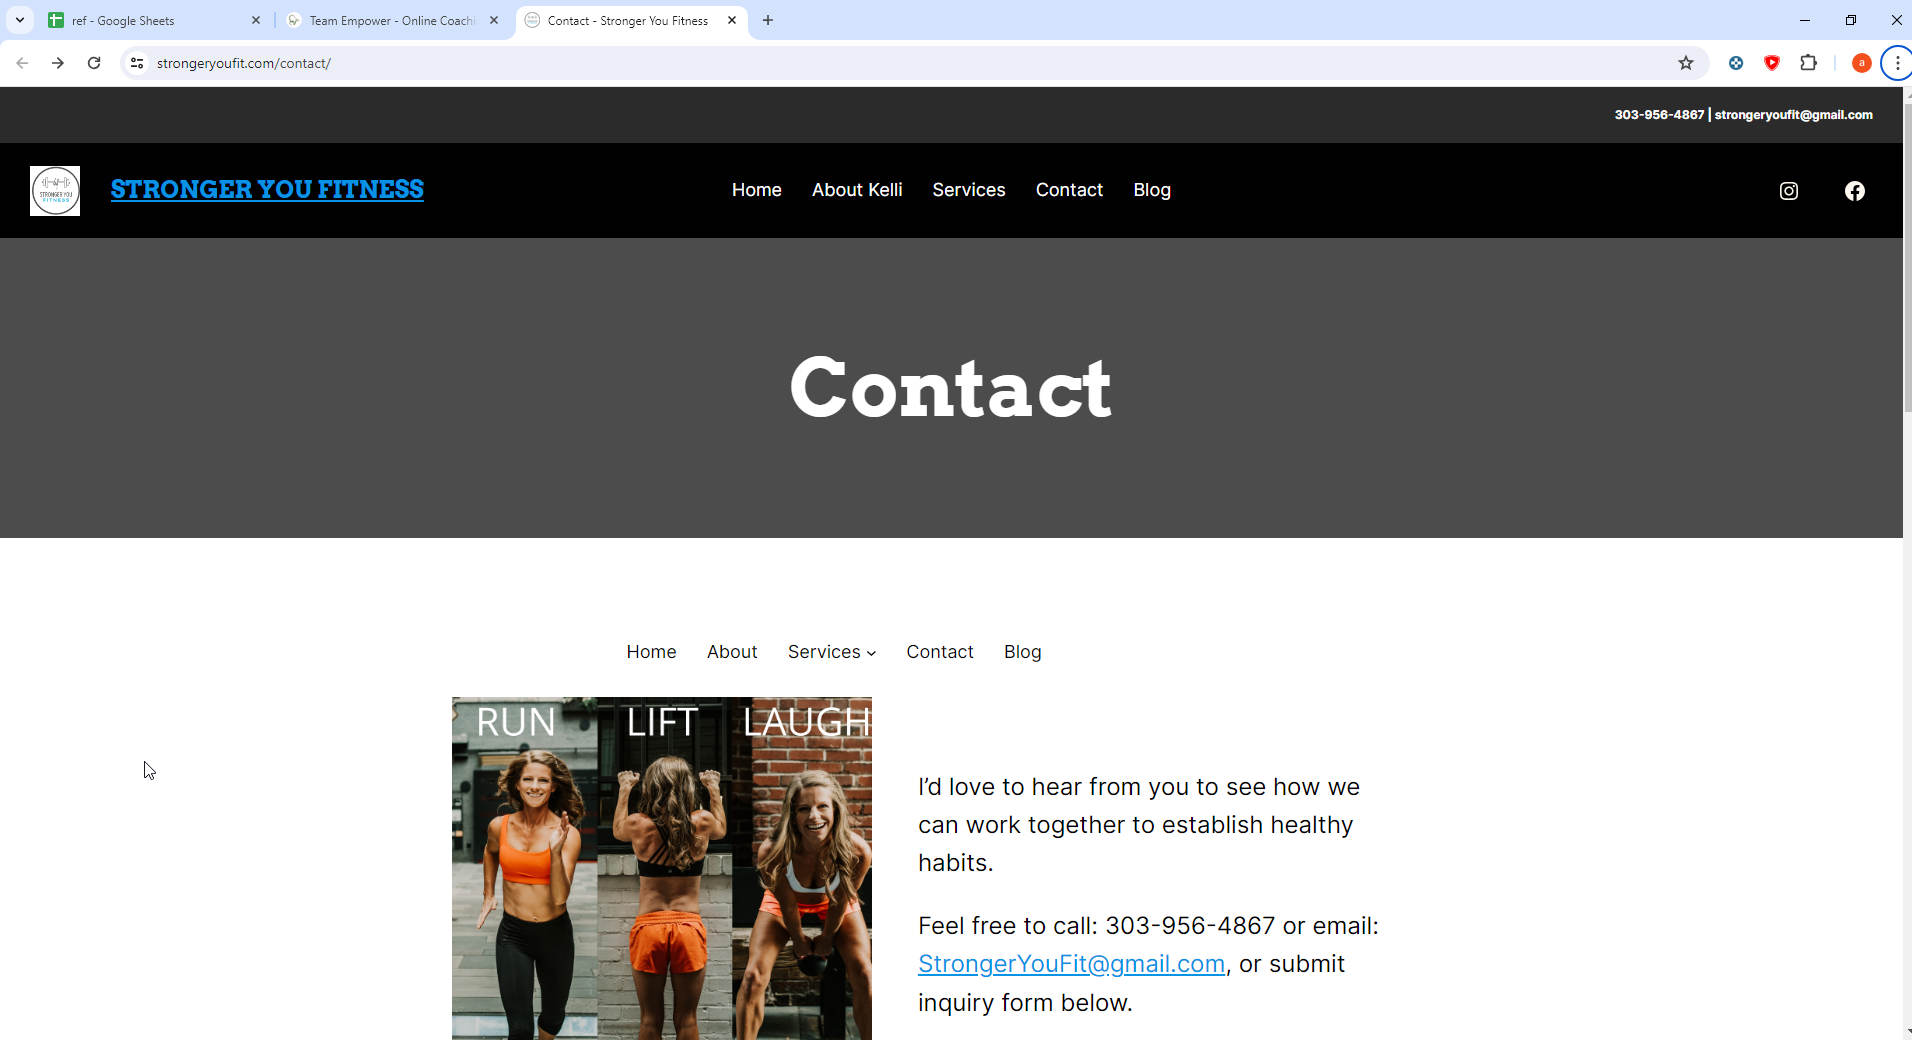 ref - Google Sheets
Team Empower - Online Coachi
Contact - Stronger You Fitness
strongeryoufit.com/contact/
a
303-956-4867 | strongeryoufit@gmail.com
STRONGER YOU
FITNESS
STRONGER YOU FITNESS
Home
About Kelli
Services
Contact
Blog
Contact
Home
About
Services
Contact
Blog
RUN
LIFT
LAUGH
I’d love to hear from you to see how we
can work together to establish healthy
habits.
Feel free to call: 303-956-4867 or email:
StrongerYouFit@gmail.com, or submit
inquiry form below.